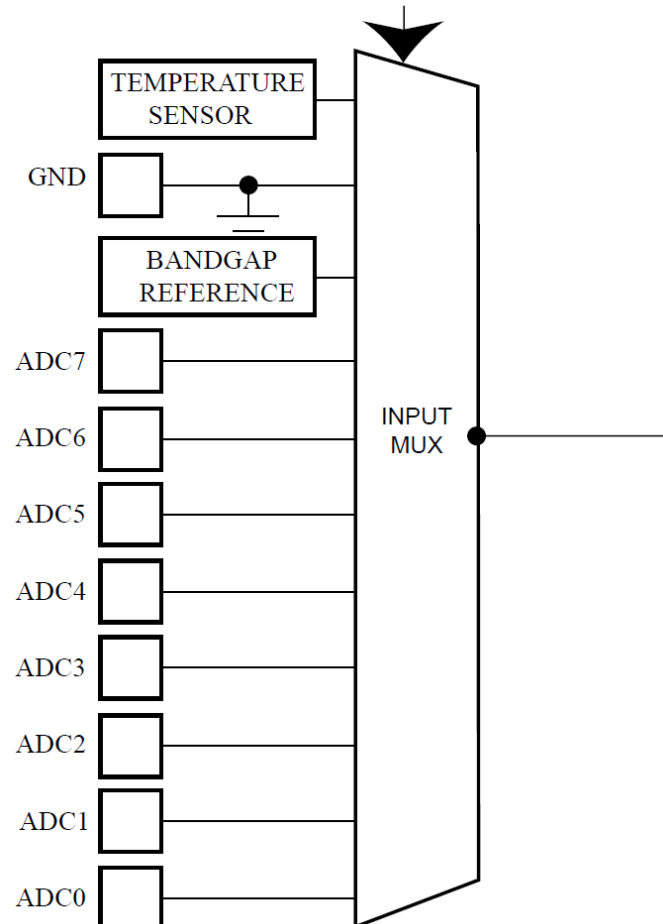 TEMPERATURE
SENSOR
GND
BANDGAP
REFERENCE
ADC7
ADC6
INPUT
MUX
ADC5
ADC4
ADC3
ADC2
ADC1
ADC0